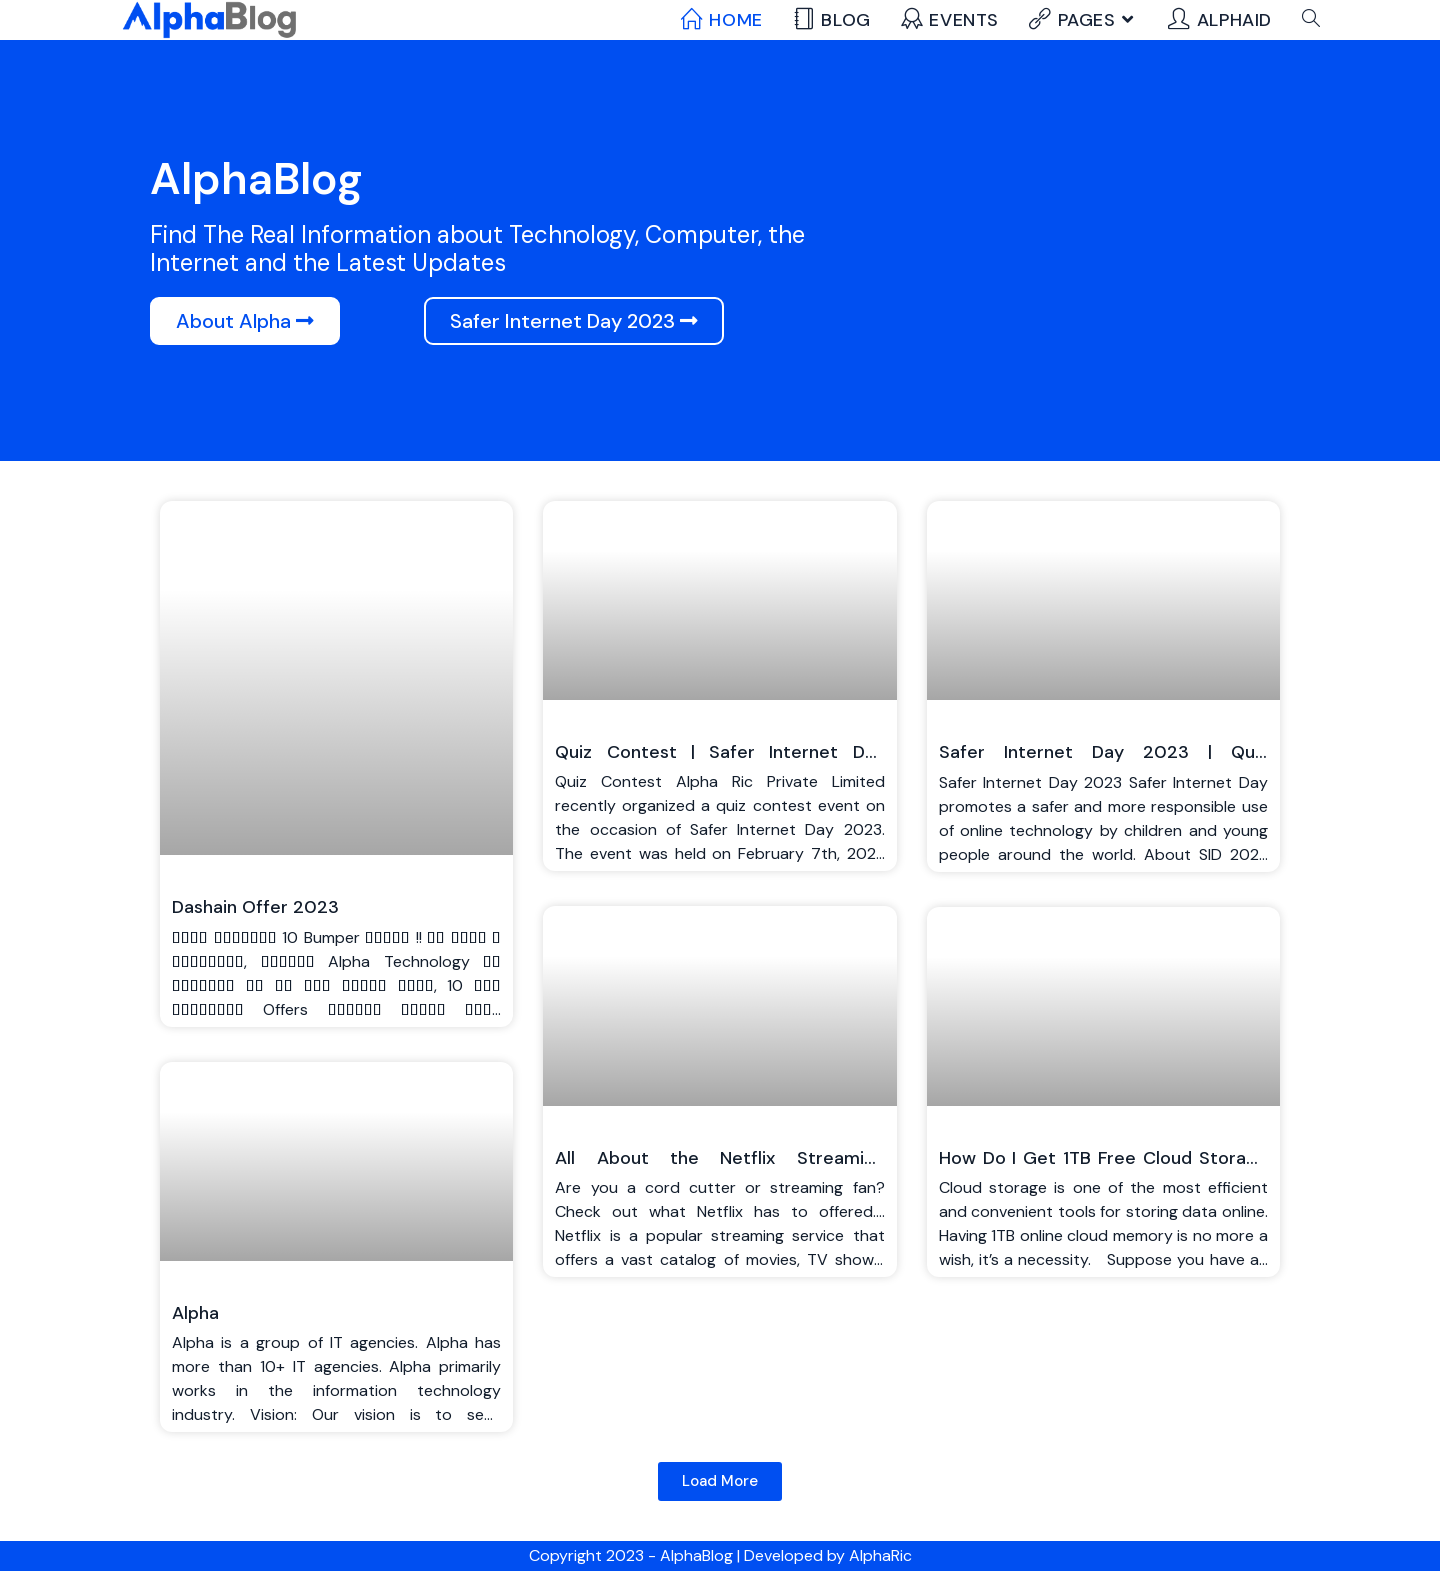 AlphaBlog
HOME BLOG EVENTS PAGES ALPHAID
AlphaBlog
Find The Real Information about Technology, Computer, the
Internet and the Latest Updates
About Alpha
Safer Internet Day 2023
Dashain Offer 2023
10 Bumper !!
, Alpha Technology
, 10
Offers ...
Alpha
Alpha is a group of IT agencies. Alpha has
more than 10+ IT agencies. Alpha primarily
works in the information technology
industry. Vision: Our vision is to se...
Quiz Contest | Safer Internet D...
Quiz Contest Alpha Ric Private Limited
recently organized a quiz contest event on
the occasion of Safer Internet Day 2023.
The event was held on February 7th, 202...
All About the Netflix Streami...
Are you a cord cutter or streaming fan?
Check out what Netflix has to offered....
Netflix is a popular streaming service that
offers a vast catalog of movies, TV show...
Safer Internet Day 2023 | Qu...
Safer Internet Day 2023 Safer Internet Day
promotes a safer and more responsible use
of online technology by children and young
people around the world. About SID 202...
How Do I Get 1TB Free Cloud Stora...
Cloud storage is one of the most efficient
and convenient tools for storing data online.
Having 1TB online cloud memory is no more a
wish, it’s a necessity. Suppose you have a...
Load More
Copyright 2023 - AlphaBlog | Developed by AlphaRic